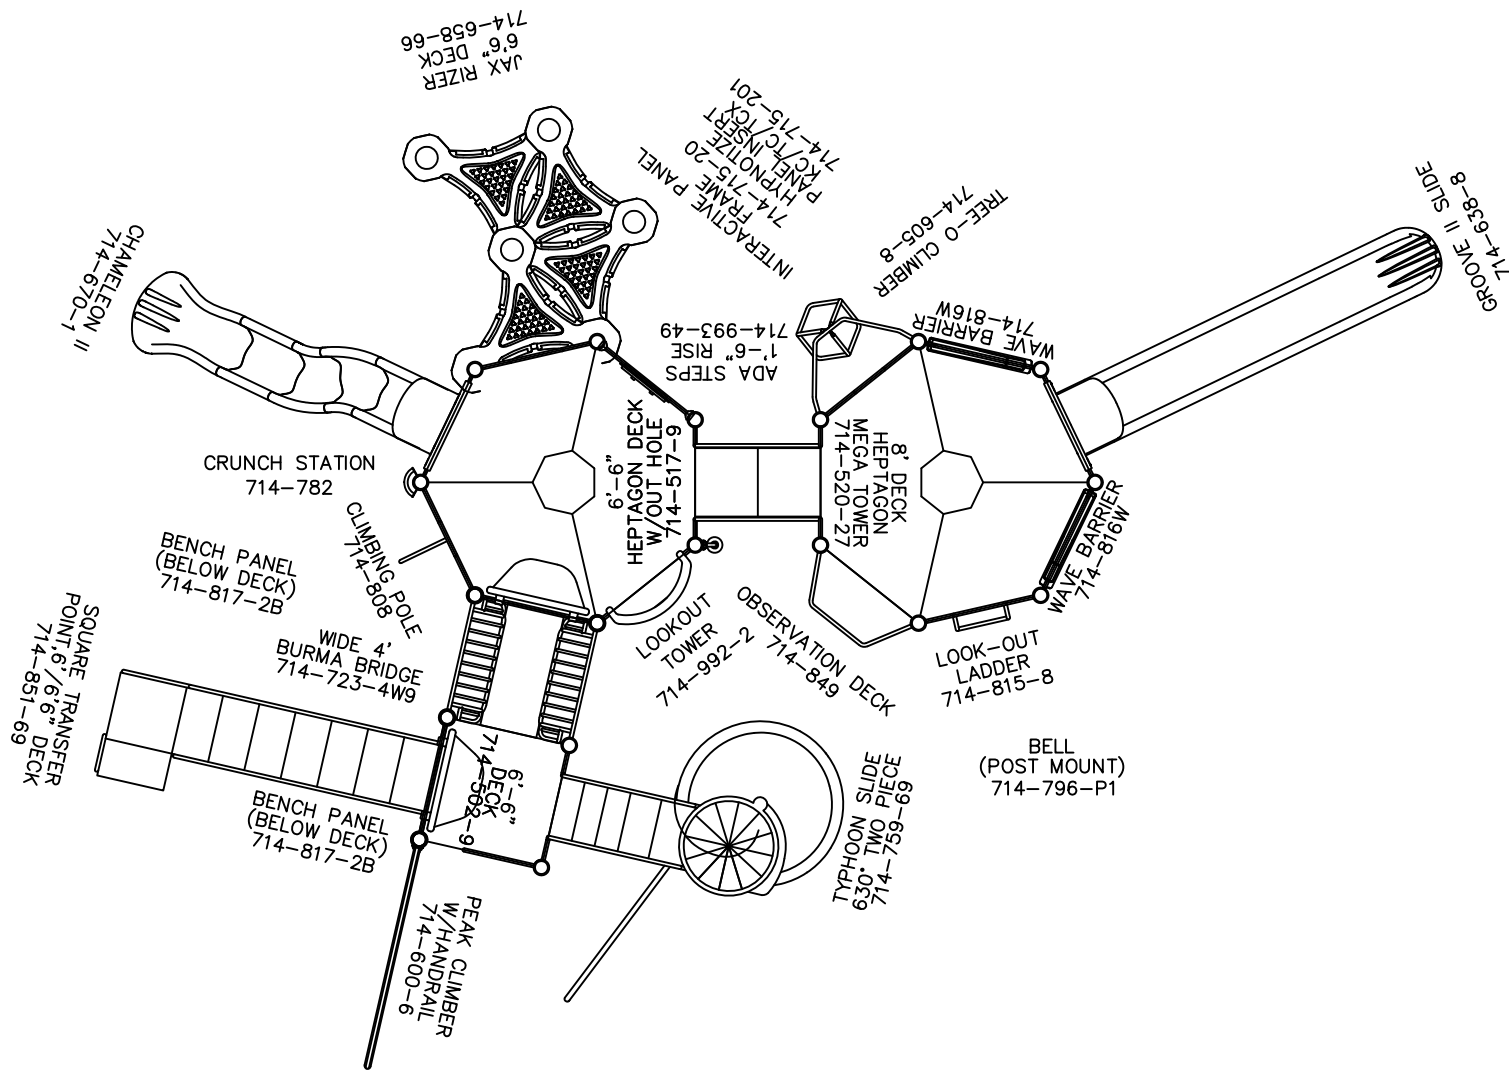 JAX RIZER
6'6" DECK
714-658-66
INTERACTIVE PANEL
FRAME
714-715-20
HYPNOTIZE
PANEL INSERT
KC/TC/TCX
714-715-201
TREE-O CLIMBER
714-605-8
GROOVE II SLIDE
714-638-8
CHAMELEON II
714-670-1
WAVE BARRIER
714-816W
ADA STEPS
1'-6" RISE
714-993-49
CRUNCH STATION
714-782
6'-6"
HEPTAGON DECK
W/OUT HOLE
714-517-9
8' DECK
HEPTAGON
MEGA TOWER
714-520-27
WAVE BARRIER
714-816W
CLIMBING POLE
714-808
BENCH PANEL
(BELOW DECK)
714-817-2B
SQUARE TRANSFER
POINT,6'/6'6" DECK
714-851-69
WIDE 4'
BURMA BRIDGE
714-723-4W9
LOOKOUT
TOWER
714-992-2
OBSERVATION DECK
714-849
LOOK-OUT
LADDER
714-815-8
BELL
(POST MOUNT)
714-796-P1
6'-6"
DECK
714-502-9
BENCH PANEL
(BELOW DECK)
714-817-2B
TYPHOON SLIDE
630° TWO PIECE
714-759-69
PEAK CLIMBER
W/HANDRAIL
714-600-6